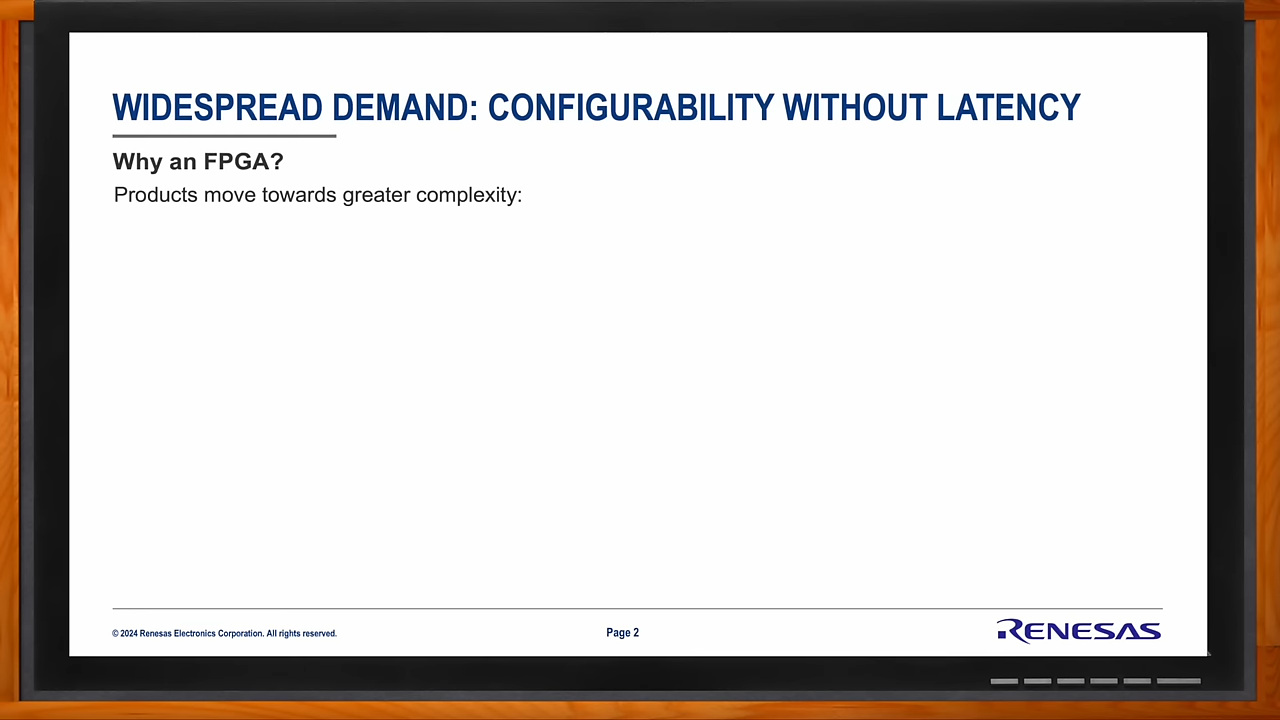 WIDESPREAD DEMAND: CONFIGURABILITY WITHOUT LATENCY
Why an FPGA?
Products move towards greater complexity:
© 2024 Renesas Electronics Corporation. All rights reserved.
Page 2
RENESAS